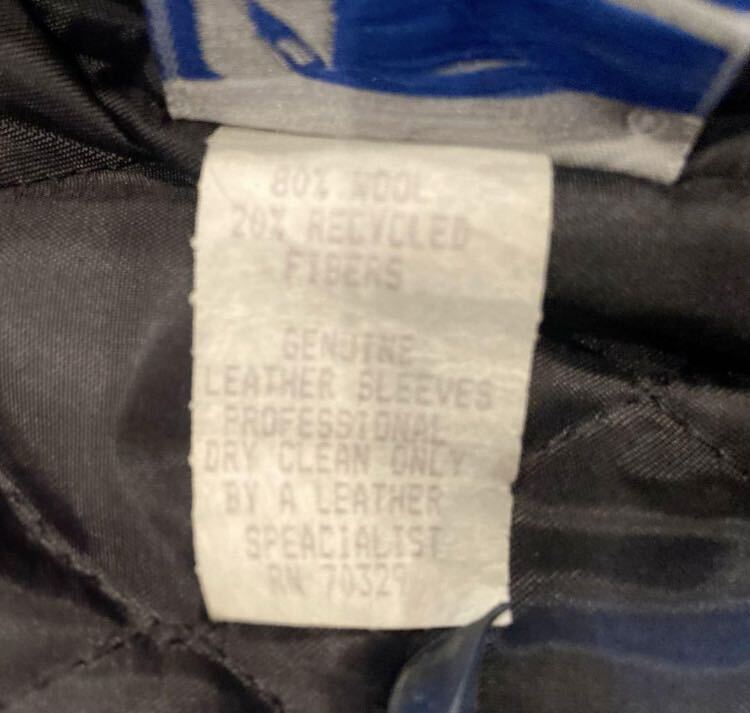 80% WOOL
20% RECYCLED
FIBERS
GENUINE
LEATHER SLEEVES
PROFESSIONAL
DRY CLEAN ONLY
BY A LEATHER
SPEACIALIST
RN 70329
®